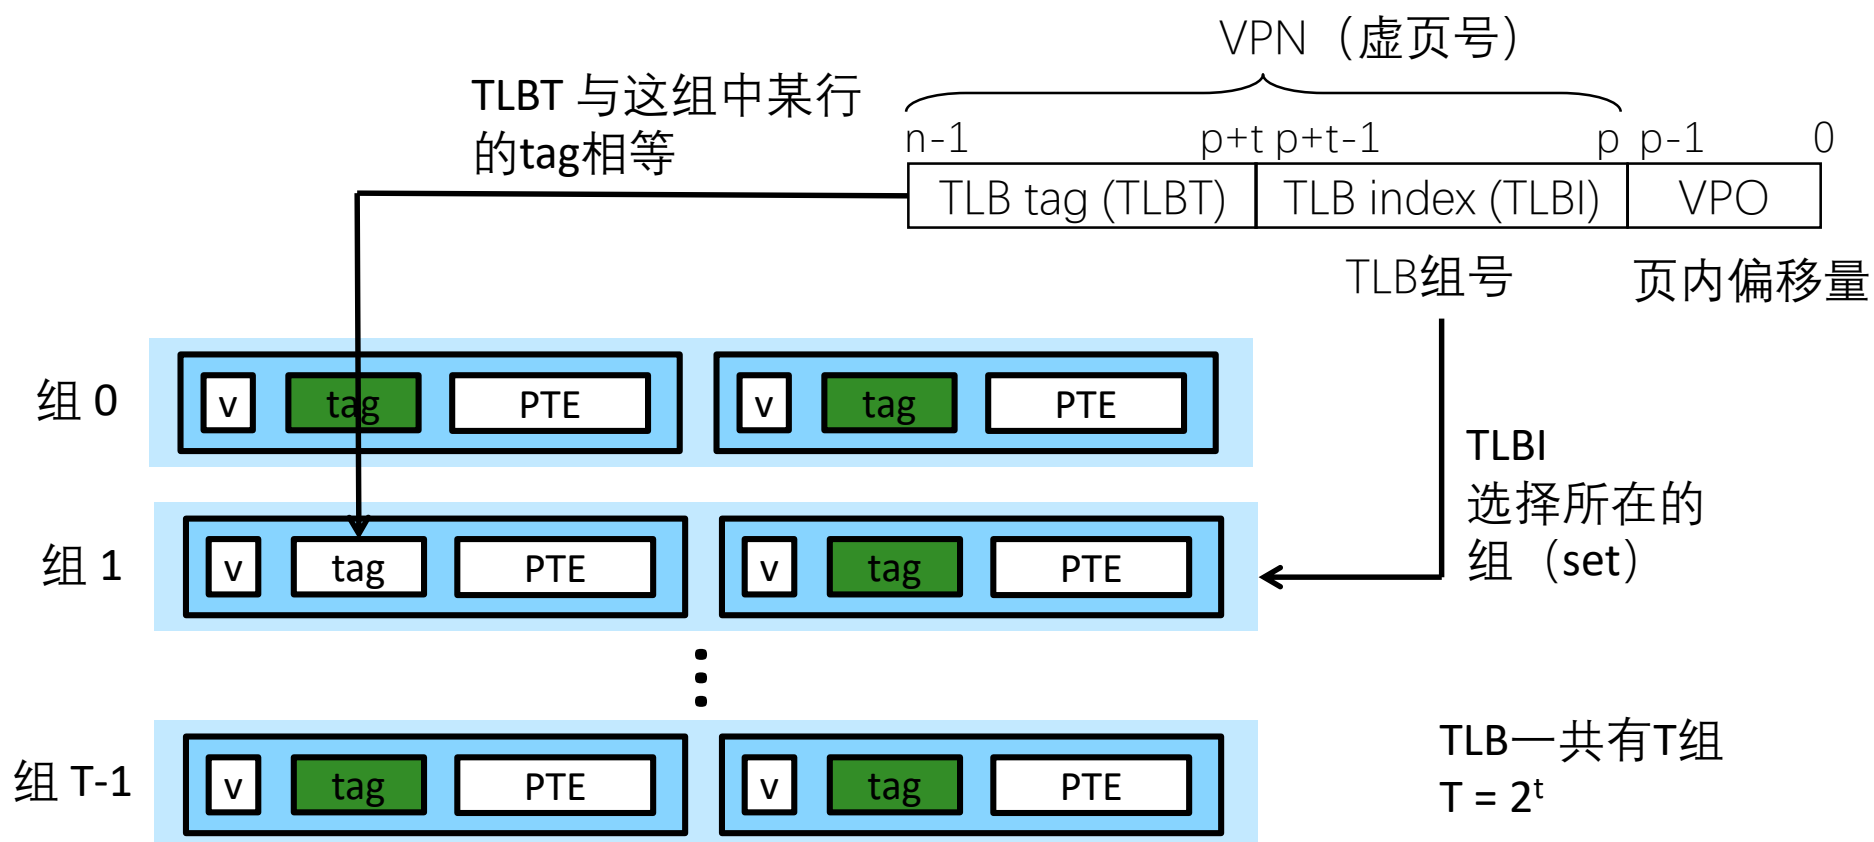 VPN（虚页号）
TLBT 与这组中某行
的tag相等
n-1 p+t p+t-1 p p-1 0
TLB tag (TLBT) TLB index (TLBI) VPO
TLB组号 页内偏移量
组 0 v tag PTE v tag PTE
TLBI
选择所在的
组（set）
组 1 v tag PTE v tag PTE
组 T-1 v tag PTE v tag PTE
TLB一共有T组
T = 2ᵗ